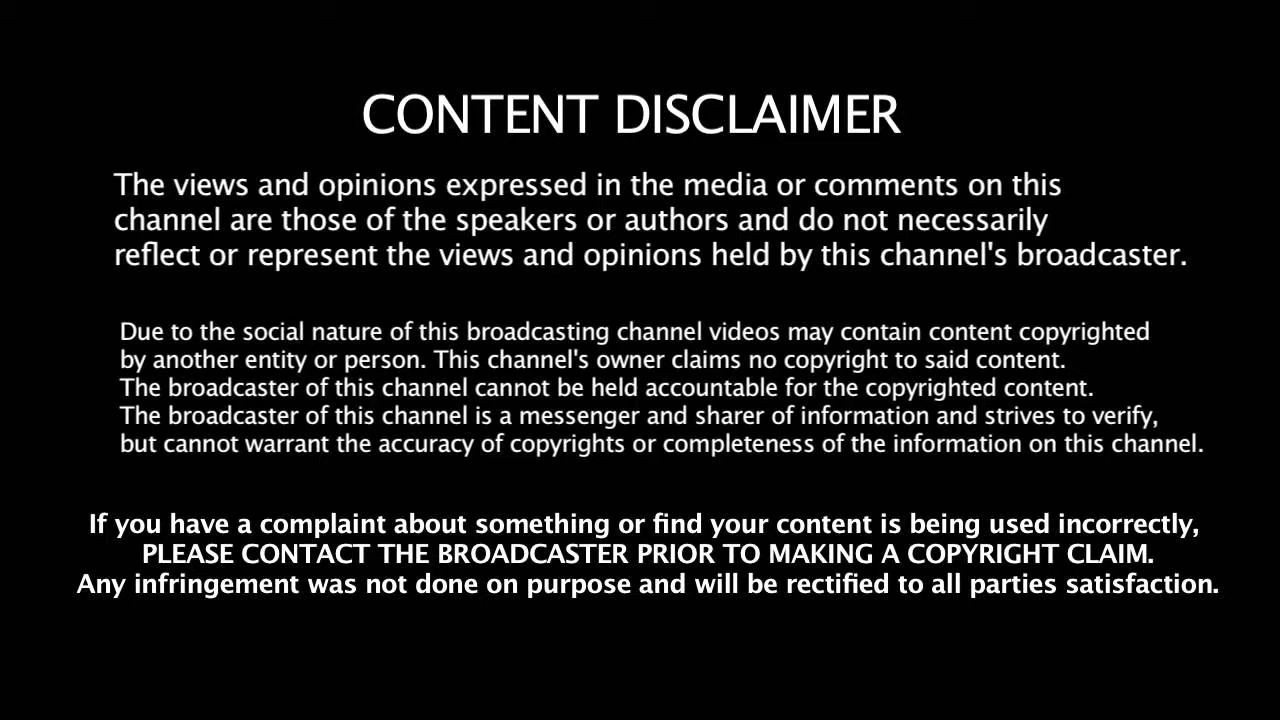 CONTENT DISCLAIMER
The views and opinions expressed in the media or comments on this
channel are those of the speakers or authors and do not necessarily
reflect or represent the views and opinions held by this channel's broadcaster.
Due to the social nature of this broadcasting channel videos may contain content copyrighted
by another entity or person. This channel's owner claims no copyright to said content.
The broadcaster of this channel cannot be held accountable for the copyrighted content.
The broadcaster of this channel is a messenger and sharer of information and strives to verify,
but cannot warrant the accuracy of copyrights or completeness of the information on this channel.
If you have a complaint about something or find your content is being used incorrectly,
PLEASE CONTACT THE BROADCASTER PRIOR TO MAKING A COPYRIGHT CLAIM.
Any infringement was not done on purpose and will be rectified to all parties satisfaction.